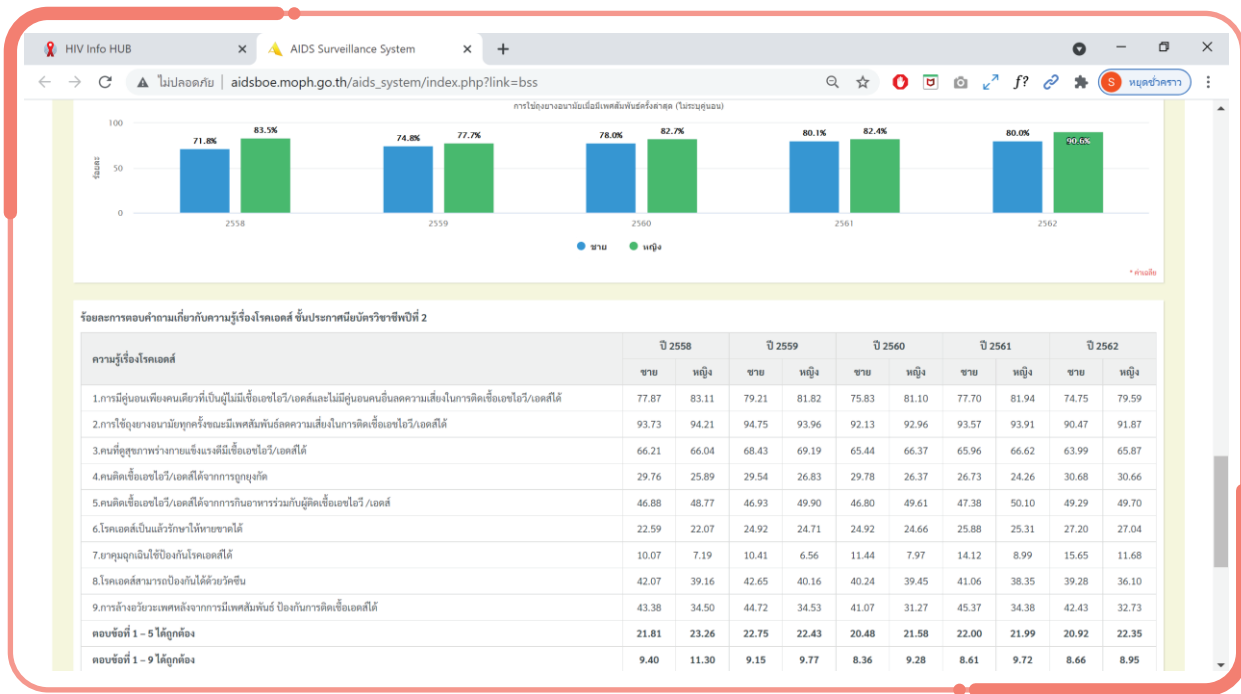 HIV Info HUB
AIDS Surveillance System
ไม่ปลอดภัย | aidsboe.moph.go.th/aids_system/index.php?link=bss
f?
S หยุดชั่วคราว
การใช้ถุงยางอนามัยเมื่อมีเพศสัมพันธ์ครั้งล่าสุด (ไม่ระบุคู่นอน)
ร้อยละ
100
50
0
71.8% 83.5% 74.8% 77.7% 78.0% 82.7% 80.1% 82.4% 80.0% 90.6%
2558 2559 2560 2561 2562
ชาย หญิง
* ค่าเฉลี่ย
ร้อยละการตอบคำถามเกี่ยวกับความรู้เรื่องโรคเอดส์ ชั้นประกาศนียบัตรวิชาชีพปีที่ 2
ความรู้เรื่องโรคเอดส์ ปี 2558 ปี 2559 ปี 2560 ปี 2561 ปี 2562
ชาย หญิง ชาย หญิง ชาย หญิง ชาย หญิง ชาย หญิง
1.การมีคู่นอนเพียงคนเดียวที่เป็นผู้ไม่มีเชื้อเอชไอวี/เอดส์และไม่มีคู่นอนคนอื่นลดความเสี่ยงในการติดเชื้อเอชไอวี/เอดส์ได้ 77.87 83.11 79.21 81.82 75.83 81.10 77.70 81.94 74.75 79.59
2.การใช้ถุงยางอนามัยทุกครั้งขณะมีเพศสัมพันธ์ลดความเสี่ยงในการติดเชื้อเอชไอวี/เอดส์ได้ 93.73 94.21 94.75 93.96 92.13 92.96 93.57 93.91 90.47 91.87
3.คนที่ดูสุขภาพร่างกายแข็งแรงดีมีเชื้อเอชไอวี/เอดส์ได้ 66.21 66.04 68.43 69.19 65.44 66.37 65.96 66.62 63.99 65.87
4.คนติดเชื้อเอชไอวี/เอดส์ได้จากการถูกยุงกัด 29.76 25.89 29.54 26.83 29.78 26.37 26.73 24.26 30.68 30.66
5.คนติดเชื้อเอชไอวี/เอดส์ได้จากการกินอาหารร่วมกับผู้ติดเชื้อเอชไอวี /เอดส์ 46.88 48.77 46.93 49.90 46.80 49.61 47.38 50.10 49.29 49.70
6.โรคเอดส์เป็นแล้วรักษาให้หายขาดได้ 22.59 22.07 24.92 24.71 24.92 24.66 25.88 25.31 27.20 27.04
7.ยาคุมฉุกเฉินใช้ป้องกันโรคเอดส์ได้ 10.07 7.19 10.41 6.56 11.44 7.97 14.12 8.99 15.65 11.68
8.โรคเอดส์สามารถป้องกันได้ด้วยวัคซีน 42.07 39.16 42.65 40.16 40.24 39.45 41.06 38.35 39.28 36.10
9.การล้างอวัยวะเพศหลังจากการมีเพศสัมพันธ์ ป้องกันการติดเชื้อเอดส์ได้ 43.38 34.50 44.72 34.53 41.07 31.27 45.37 34.38 42.43 32.73
ตอบข้อที่ 1 – 5 ได้ถูกต้อง 21.81 23.26 22.75 22.43 20.48 21.58 22.00 21.99 20.92 22.35
ตอบข้อที่ 1 – 9 ได้ถูกต้อง 9.40 11.30 9.15 9.77 8.36 9.28 8.61 9.72 8.66 8.95